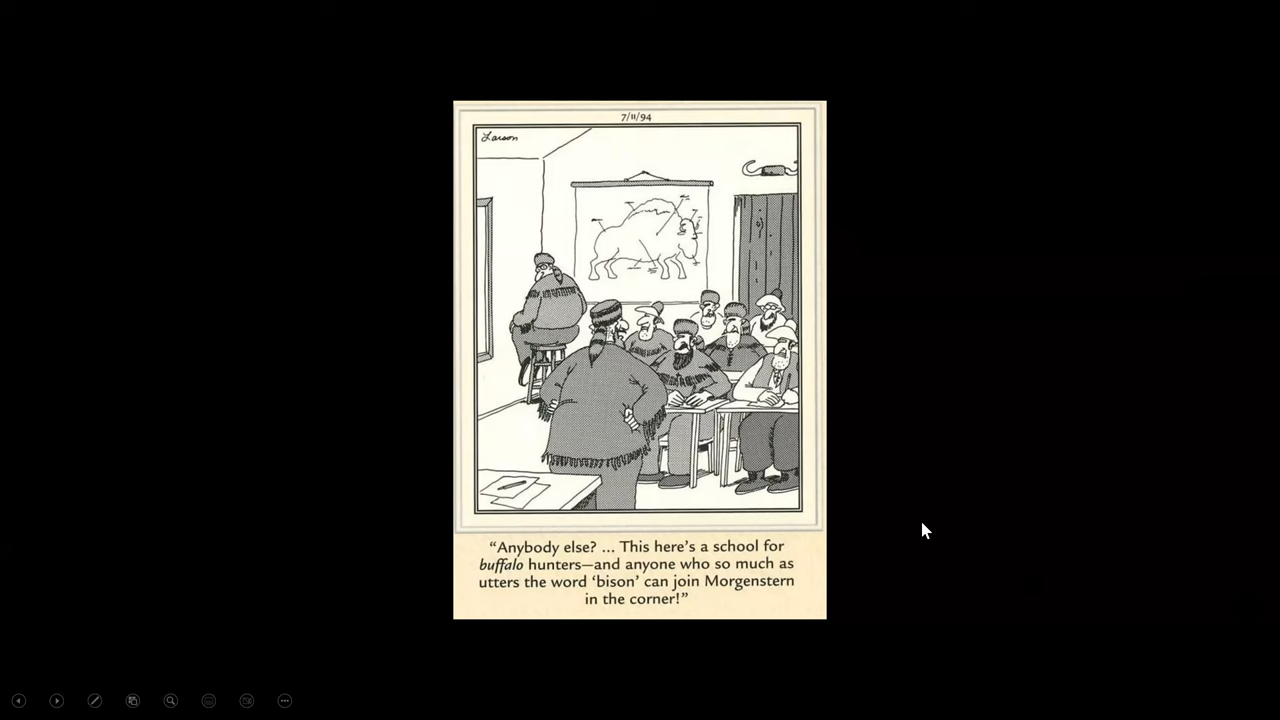 7/11/94
Larson
“Anybody else? ... This here’s a school for
buffalo hunters—and anyone who so much as
utters the word ‘bison’ can join Morgenstern
in the corner!”